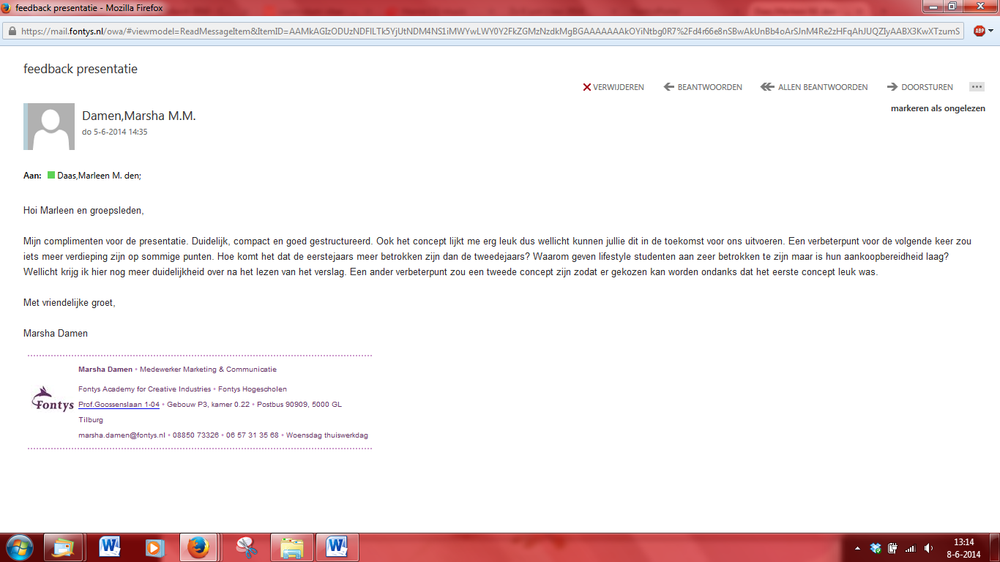 feedback presentatie - Mozilla Firefox
https://mail.fontys.nl/owa/#viewmodel=ReadMessageItem&ItemID=
ABP
feedback presentatie
VERWIJDEREN BEANTWOORDEN ALLEN BEANTWOORDEN DOORSTUREN
markeren als ongelezen
Damen,Marsha M.M.
do 5-6-2014 14:35
Aan: Daas,Marleen M. den;
Hoi Marleen en groepsleden,
Mijn complimenten voor de presentatie. Duidelijk, compact en goed gestructureerd. Ook het concept lijkt me erg leuk dus wellicht kunnen jullie dit in de toekomst voor ons uitvoeren. Een verbeterpunt voor de volgende keer zou
iets meer verdieping zijn op sommige punten. Hoe komt het dat de eerstejaars meer betrokken zijn dan de tweedejaars? Waarom geven lifestyle studenten aan zeer betrokken te zijn maar is hun aankoopbereidheid laag?
Wellicht krijg ik hier nog meer duidelijkheid over na het lezen van het verslag. Een ander verbeterpunt zou een tweede concept zijn zodat er gekozen kan worden ondanks dat het eerste concept leuk was.
Met vriendelijke groet,
Marsha Damen
Marsha Damen • Medewerker Marketing & Communicatie
Fontys
Fontys Academy for Creative Industries • Fontys Hogescholen
Prof.Goossenslaan 1-04 • Gebouw P3, kamer 0.22 • Postbus 90909, 5000 GL
Tilburg
marsha.damen@fontys.nl • 08850 73326 • 06 57 31 35 68 • Woensdag thuiswerkdag
13:14
8-6-2014